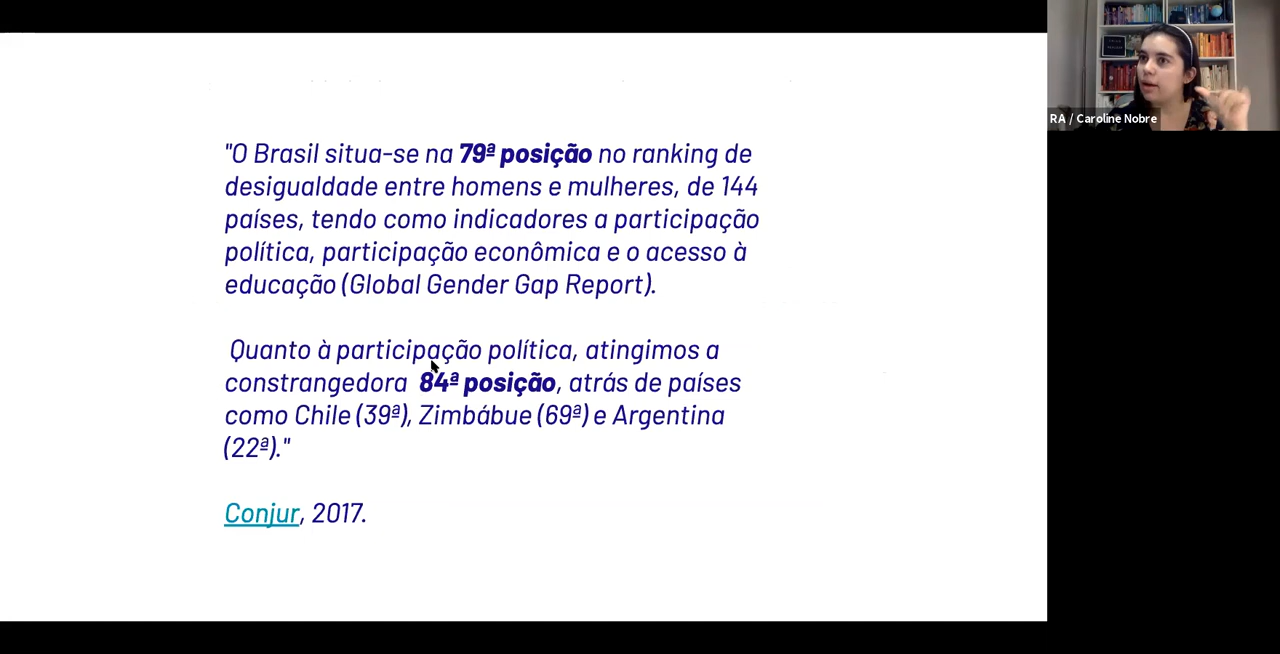 "O Brasil situa-se na 79ª posição no ranking de
desigualdade entre homens e mulheres, de 144
países, tendo como indicadores a participação
política, participação econômica e o acesso à
educação (Global Gender Gap Report).
Quanto à participação política, atingimos a
constrangedora 84ª posição, atrás de países
como Chile (39ª), Zimbábue (69ª) e Argentina
(22ª)."
Conjur, 2017.
RA / Caroline Nobre